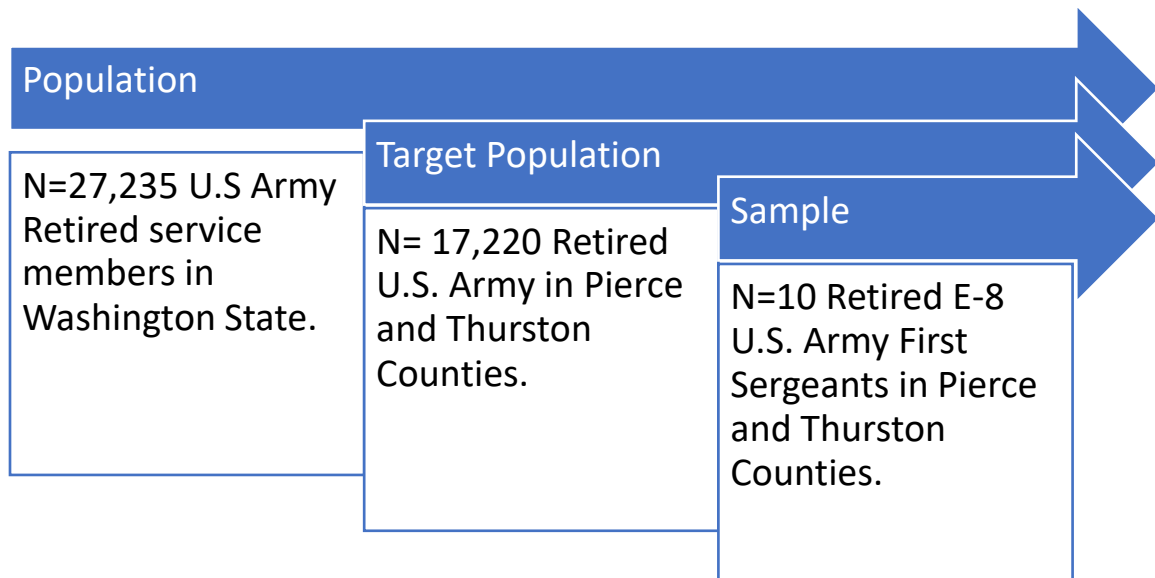 Population
N=27,235 U.S Army
Retired service
members in
Washington State.
Target Population
N= 17,220 Retired
U.S. Army in Pierce
and Thurston
Counties.
Sample
N=10 Retired E-8
U.S. Army First
Sergeants in Pierce
and Thurston
Counties.